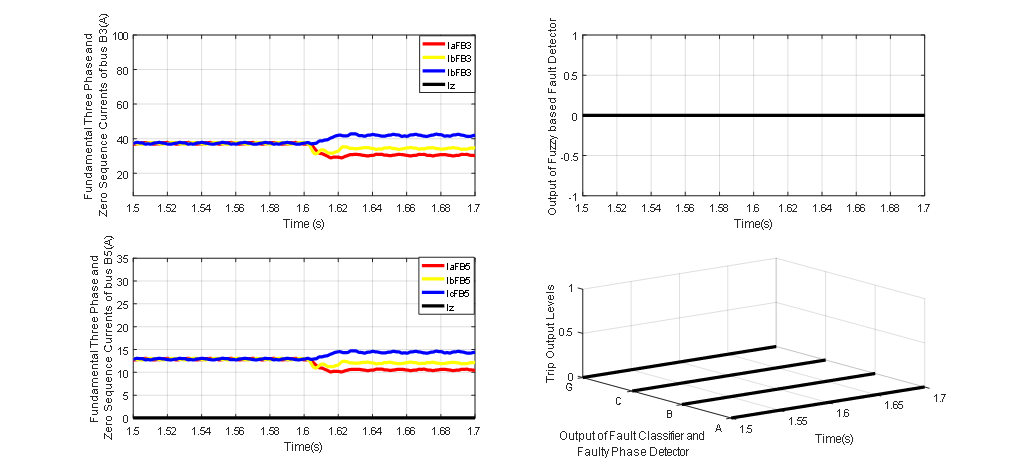 Fundamental Three Phase and
Zero Sequence Currents of bus B3(A)
100
80
60
40
20
1.5 1.52 1.54 1.56 1.58 1.6 1.62 1.64 1.66 1.68 1.7
Time (s)
IaFB3
IbFB3
IbFB3
Iz
Output of Fuzzy based Fault Detector
1
0.5
0
-0.5
-1
1.5 1.52 1.54 1.56 1.58 1.6 1.62 1.64 1.66 1.68 1.7
Time(s)
Fundamental Three Phase and
Zero Sequence Currents of bus B5(A)
35
30
25
20
15
10
5
0
1.5 1.52 1.54 1.56 1.58 1.6 1.62 1.64 1.66 1.68 1.7
Time(s)
IaFB5
IbFB5
IcFB5
Iz
Trip Output Levels
1
0.5
0
G
C
B
A
1.5
1.55
1.6
1.65
1.7
Output of Fault Classifier and
Faulty Phase Detector
Time(s)